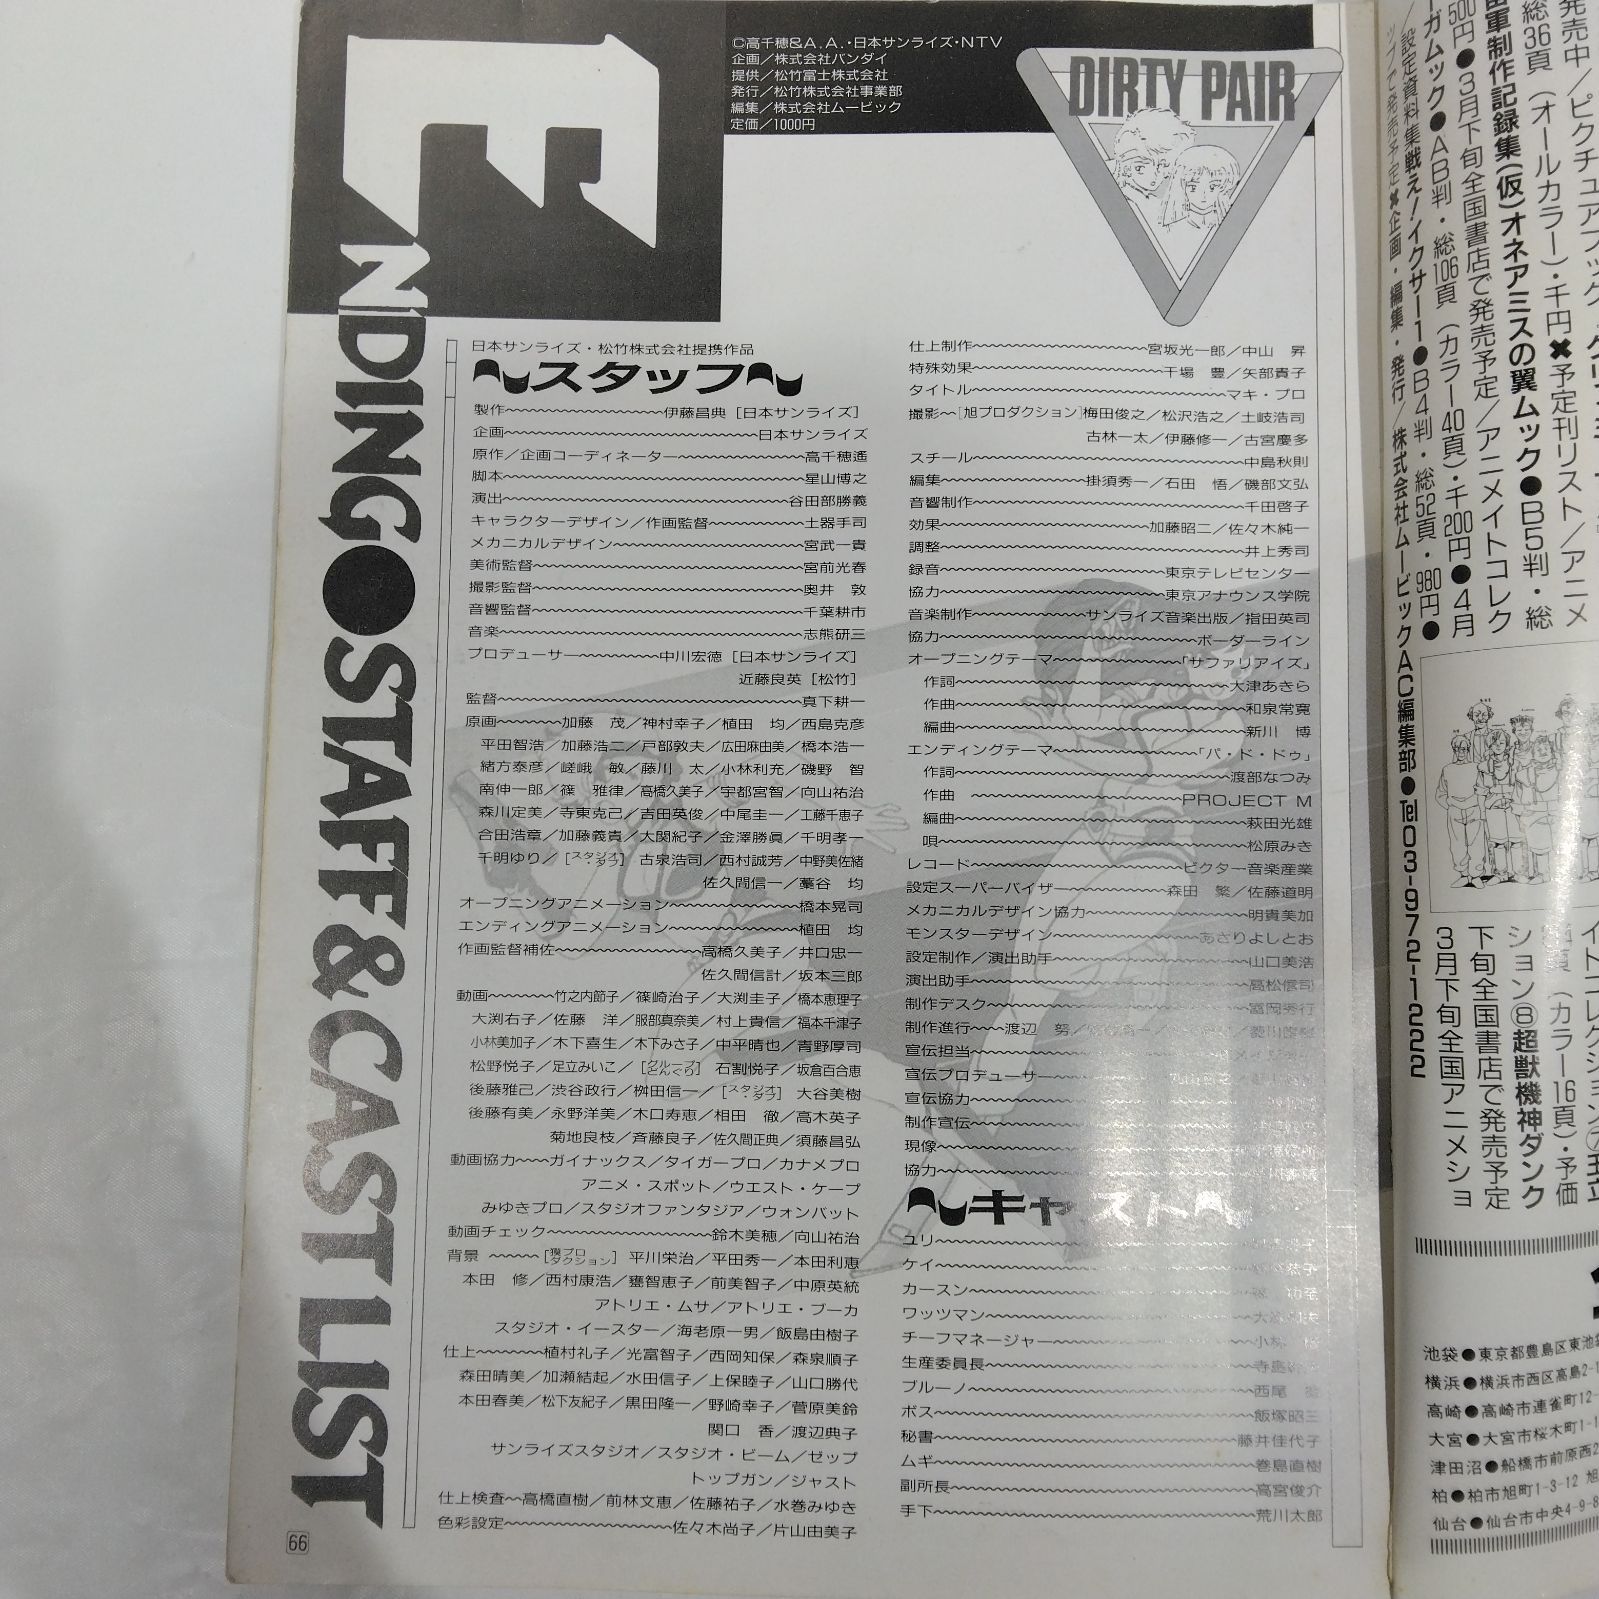 ENDING●STAFF&CAST LIST
©高千穂&A.A.・日本サンライズ・NTV
企画／株式会社バンダイ
提供／松竹富士株式会社
発行／松竹株式会社事業部
編集／株式会社ムービック
定価／1000円
DIRTY PAIR
日本サンライズ・松竹株式会社提携作品
〜スタッフ〜
製作〜伊藤昌典［日本サンライズ］
企画〜日本サンライズ
原作／企画コーディネーター〜高千穂遙
脚本〜星山博之
演出〜谷田部勝義
キャラクターデザイン／作画監督〜土器手司
メカニカルデザイン〜宮武一貴
美術監督〜宮前光春
撮影監督〜奥井　敦
音響監督〜千葉耕市
音楽〜志熊研三
プロデューサー〜中川宏徳［日本サンライズ］
近藤良英［松竹］
監督〜真下耕一
原画〜加藤　茂／神村幸子／植田　均／西島克彦
平田智浩／加藤浩二／戸部敦夫／広田麻由美／橋本浩一
緒方泰彦／嵯峨　敏／藤川　太／小林利充／磯野　智
南伸一郎／篠　雅律／高橋久美子／宇都宮智／向山祐治
森川定美／寺東克己／吉田英俊／中尾圭一／工藤千恵子
合田浩章／加藤義貴／大関紀子／金澤勝眞／千明孝一
千明ゆり／［スタジオ・ダブ］古泉浩司／西村誠芳／中野美佐緒
佐久間信一／藁谷　均
オープニングアニメーション〜橋本晃司
エンディングアニメーション〜植田　均
作画監督補佐〜高橋久美子／井口忠一
佐久間信計／坂本三郎
動画〜竹之内節子／篠崎治子／大渕圭子／橋本恵理子
大渕右子／佐藤　洋／服部真奈美／村上貴信／福本千津子
小林美加子／木下喜生／木下みさ子／中平晴也／青野厚司
松野悦子／足立みいこ／石割悦子／坂倉百合恵
後藤雅己／渋谷政行／桝田信一／［スタジオ・ダブ］大谷美樹
後藤有美／永野洋美／木口寿恵／相田　徹／高木英子
菊地良枝／斉藤良子／佐久間正典／須藤昌弘
動画協力〜ガイナックス／タイガープロ／カナメプロ
アニメ・スポット／ウエスト・ケープ
みゆきプロ／スタジオファンタジア／ウォンバット
動画チェック〜鈴木美穂／向山祐治
背景〜［獏プロダクション］平川栄治／平田秀一／本田利恵
本田　修／西村康浩／甕智恵子／前美智子／中原英統
アトリエ・ムサ／アトリエ・ブーカ
スタジオ・イースター／海老原一男／飯島由樹子
仕上〜植村礼子／光富智子／西岡知保／森泉順子
森田晴美／加瀬結起／水田信子／上保睦子／山口勝代
本田春美／松下友紀子／黒田隆一／野崎幸子／菅原美鈴
関口　香／渡辺典子
サンライズスタジオ／スタジオ・ビーム／ゼップ
トップガン／ジャスト
仕上検査〜高橋直樹／前林文恵／佐藤祐子／水巻みゆき
色彩設定〜佐々木尚子／片山由美子
66
仕上制作〜宮坂光一郎／中山　昇
特殊効果〜干場　豊／矢部貴子
タイトル〜マキ・プロ
撮影〜［旭プロダクション］梅田俊之／松沢浩之／土岐浩司
古林一太／伊藤修一／古宮慶多
スチール〜中島秋則
編集〜掛須秀一／石田　悟／磯部文弘
音響制作〜千田啓子
効果〜加藤昭二／佐々木純一
調整〜井上秀司
録音〜東京テレビセンター
協力〜東京アナウンス学院
音楽制作〜サンライズ音楽出版／指田英司
協力〜ボーダーライン
オープニングテーマ〜「サファリアイズ」
作詞〜大津あきら
作曲〜和泉常寛
編曲〜新川　博
エンディングテーマ〜「パ・ド・ドゥ」
作詞〜渡部なつみ
作曲〜PROJECT M
編曲〜萩田光雄
唄〜松原みき
レコード〜ビクター音楽産業
設定スーパーバイザー〜森田　繁／佐藤道明
メカニカルデザイン協力〜明貴美加
モンスターデザイン〜あさりよしとお
設定制作／演出助手〜山口美浩
演出助手〜高松信司
制作デスク〜富岡秀行
制作進行〜渡辺　努
宣伝担当
宣伝プロデューサー
宣伝協力
制作宣伝
現像
協力
〜キャスト〜
ユリ
ケイ
カースン
ワッツマン
チーフマネージャー
生産委員長
ブルーノ〜西尾
ボス〜飯塚昭三
秘書〜藤井佳代子
ムギ〜巻島直樹
副所長〜高宮俊介
手下〜荒川太郎
発売中／ピクチュアブック
総36頁（オールカラー）・千円✖予定刊リスト／アニメ
軍制作記録集(仮)オネアミスの翼ムック●B5判・総
500円●3月下旬全国書店で発売予定／アニメイトコレク
ガムック●AB判・総106頁（カラー40頁）・千200円●4月
／設定資料集戦え！イクサー1●B4判・総52頁・980円●
ップで発売予定✖企画・編集・発行／株式会社ムービックAC編集部●Tel03-972-1222
頁（カラー16頁）・予価
ション⑧超獣機神ダンク
下旬全国書店で発売予定
3月下旬全国アニメショ
池袋●東京都豊島区東池袋
横浜●横浜市西区高島2-1
高崎●高崎市連雀町12-
大宮●大宮市桜木町1-1
津田沼●船橋市前原西2
柏●柏市旭町1-3-12 旭
仙台●仙台市中央4-9-8